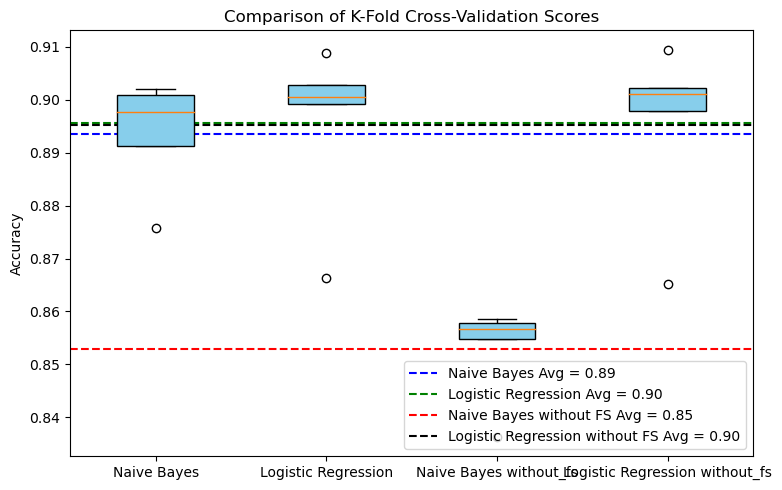 Comparison of K-Fold Cross-Validation Scores
Accuracy
0.91
0.90
0.89
0.88
0.87
0.86
0.85
0.84
Naive Bayes Avg = 0.89
Logistic Regression Avg = 0.90
Naive Bayes without FS Avg = 0.85
Logistic Regression without FS Avg = 0.90
Naive Bayes
Logistic Regression
Naive Bayes without_fs
Logistic Regression without_fs